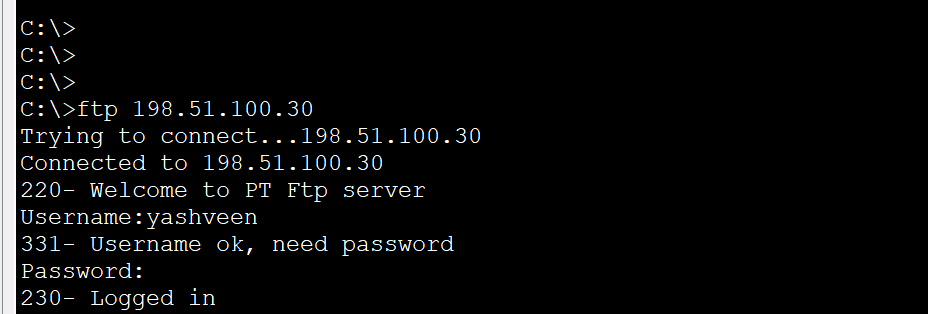 C:\>
C:\>
C:\>
C:\>ftp 198.51.100.30
Trying to connect...198.51.100.30
Connected to 198.51.100.30
220- Welcome to PT Ftp server
Username:yashveen
331- Username ok, need password
Password:
230- Logged in